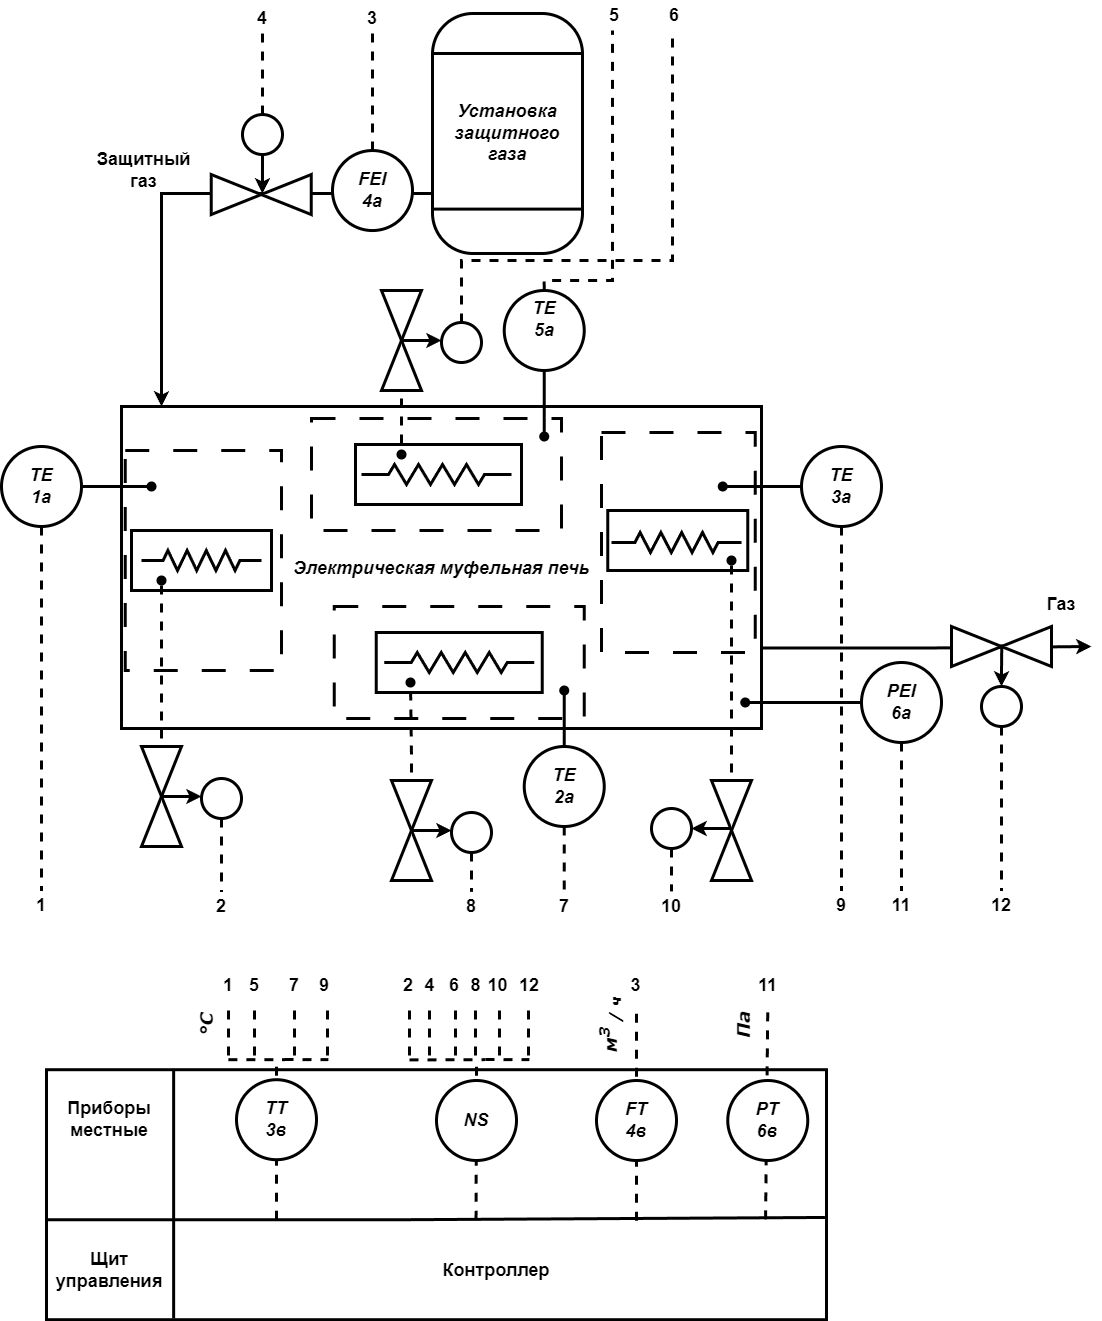 4
3
5
6
Установка
защитного
газа
Защитный
газ
FEI
4а
TE
5а
TE
1а
TE
3а
Электрическая муфельная печь
Газ
PEI
6а
TE
2а
1
2
8
7
10
9
11
12
1 5 7 9
2 4 6 8 10 12
3
11
°C
м³ / ч
Па
Приборы
местные
TT
3в
NS
FT
4в
PT
6в
Щит
управления
Контроллер